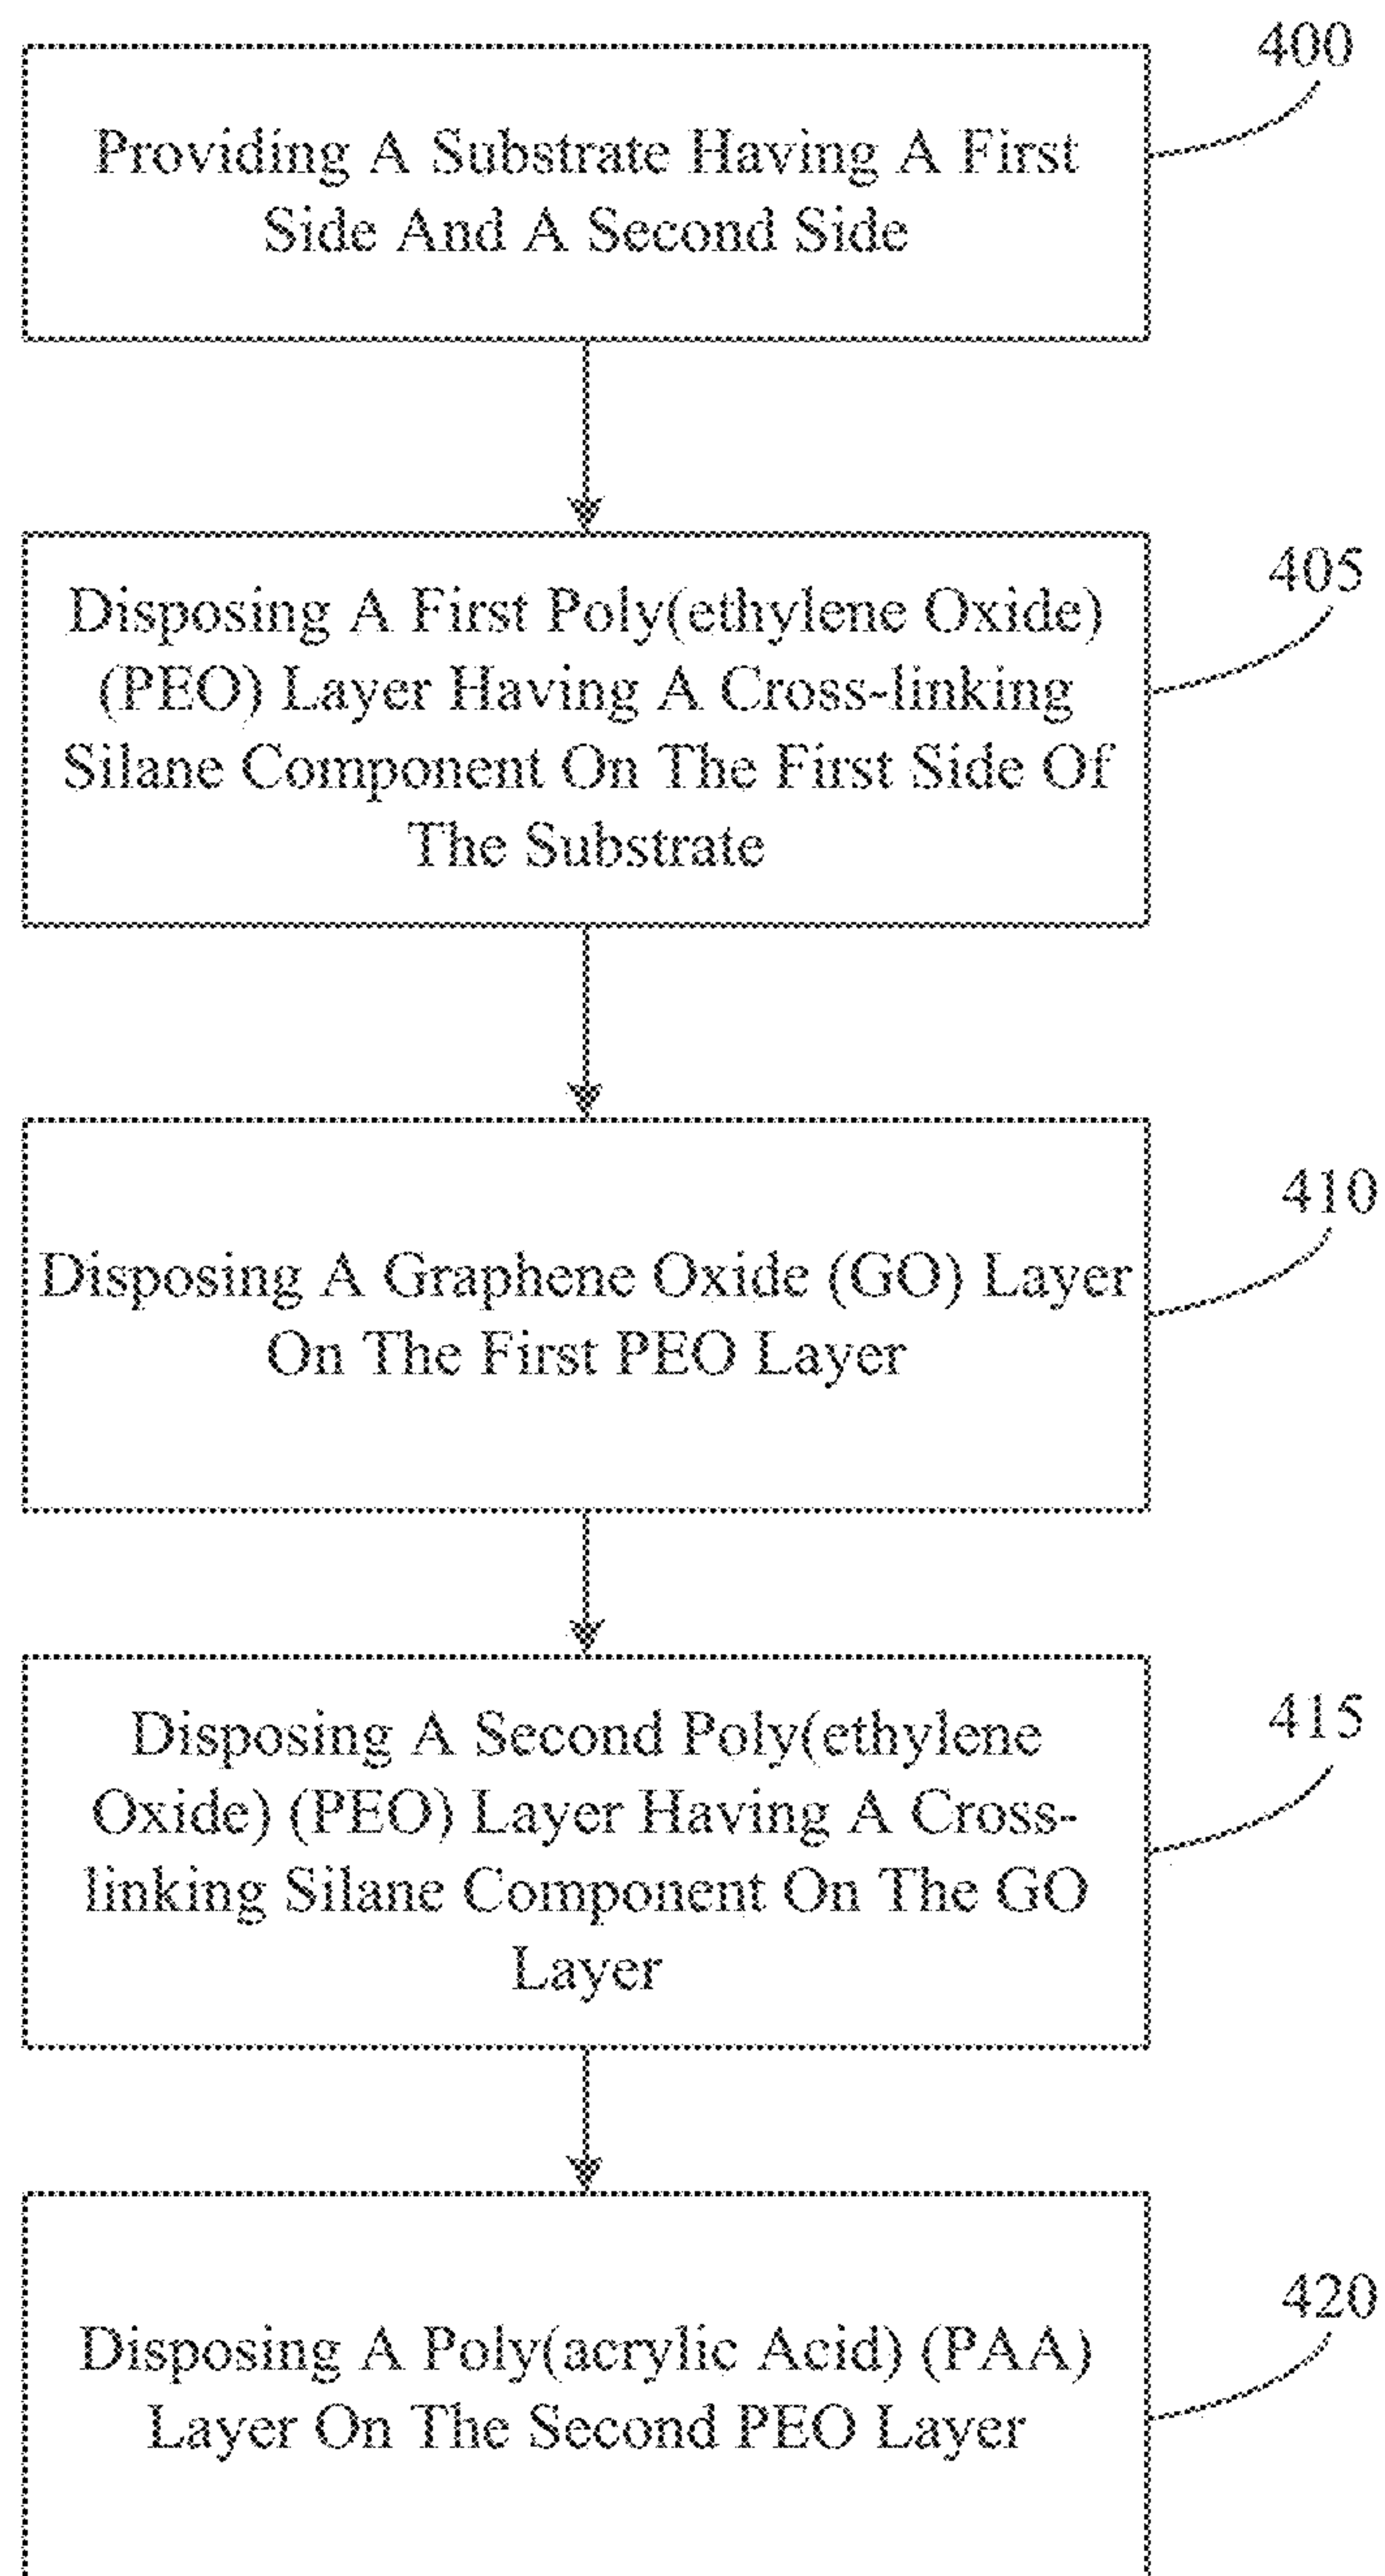 400
Providing A Substrate Having A First
Side And A Second Side
405
Disposing A First Poly(ethylene Oxide)
(PEO) Layer Having A Cross-linking
Silane Component On The First Side Of
The Substrate
410
Disposing A Graphene Oxide (GO) Layer
On The First PEO Layer
415
Disposing A Second Poly(ethylene
Oxide) (PEO) Layer Having A Cross-
linking Silane Component On The GO
Layer
420
Disposing A Poly(acrylic Acid) (PAA)
Layer On The Second PEO Layer